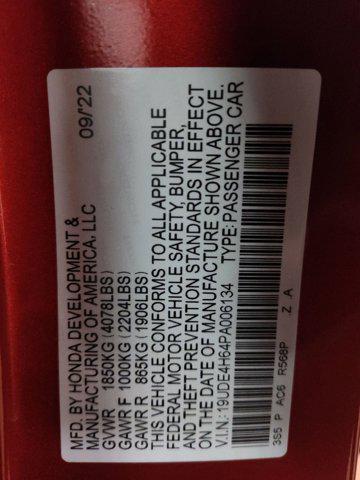 MFD. BY HONDA DEVELOPMENT &
MANUFACTURING OF AMERICA, LLC 09/22
GVWR 1850KG (4078LBS)
GAWR F 1000KG (2204LBS)
GAWR R 865KG (1906LBS)
THIS VEHICLE CONFORMS TO ALL APPLICABLE
FEDERAL MOTOR VEHICLE SAFETY, BUMPER,
AND THEFT PREVENTION STANDARDS IN EFFECT
ON THE DATE OF MANUFACTURE SHOWN ABOVE.
V.I.N.: 19UDE4H64PA006134 TYPE: PASSENGER CAR
3S5 P AC6 R568P .Z .A